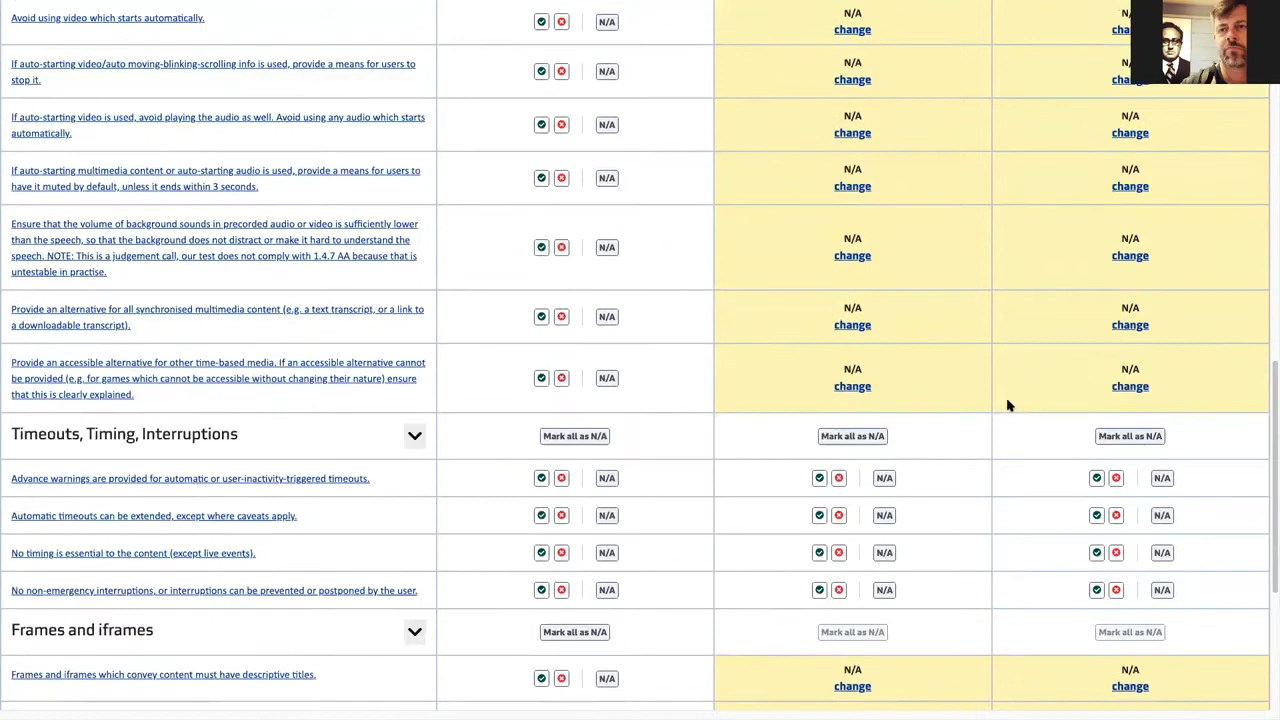 Avoid using video which starts automatically.
N/A
N/A
change
If auto-starting video/auto moving-blinking-scrolling info is used, provide a means for users to
stop it.
N/A
N/A
change
N/A
change
If auto-starting video is used, avoid playing the audio as well. Avoid using any audio which starts
automatically.
N/A
N/A
change
N/A
change
If auto-starting multimedia content or auto-starting audio is used, provide a means for users to
have it muted by default, unless it ends within 3 seconds.
N/A
N/A
change
N/A
change
Ensure that the volume of background sounds in precorded audio or video is sufficiently lower
than the speech, so that the background does not distract or make it hard to understand the
speech. NOTE: This is a judgement call, our test does not comply with 1.4.7 AA because that is
untestable in practise.
N/A
N/A
change
N/A
change
Provide an alternative for all synchronised multimedia content (e.g. a text transcript, or a link to
a downloadable transcript).
N/A
N/A
change
N/A
change
Provide an accessible alternative for other time-based media. If an accessible alternative cannot
be provided (e.g. for games which cannot be accessible without changing their nature) ensure
that this is clearly explained.
N/A
N/A
change
N/A
change
Timeouts, Timing, Interruptions
Mark all as N/A
Mark all as N/A
Mark all as N/A
Advance warnings are provided for automatic or user-inactivity-triggered timeouts.
N/A
N/A
N/A
Automatic timeouts can be extended, except where caveats apply.
N/A
N/A
N/A
No timing is essential to the content (except live events).
N/A
N/A
N/A
No non-emergency interruptions, or interruptions can be prevented or postponed by the user.
N/A
N/A
N/A
Frames and iframes
Mark all as N/A
Mark all as N/A
Mark all as N/A
Frames and iframes which convey content must have descriptive titles.
N/A
N/A
change
N/A
change